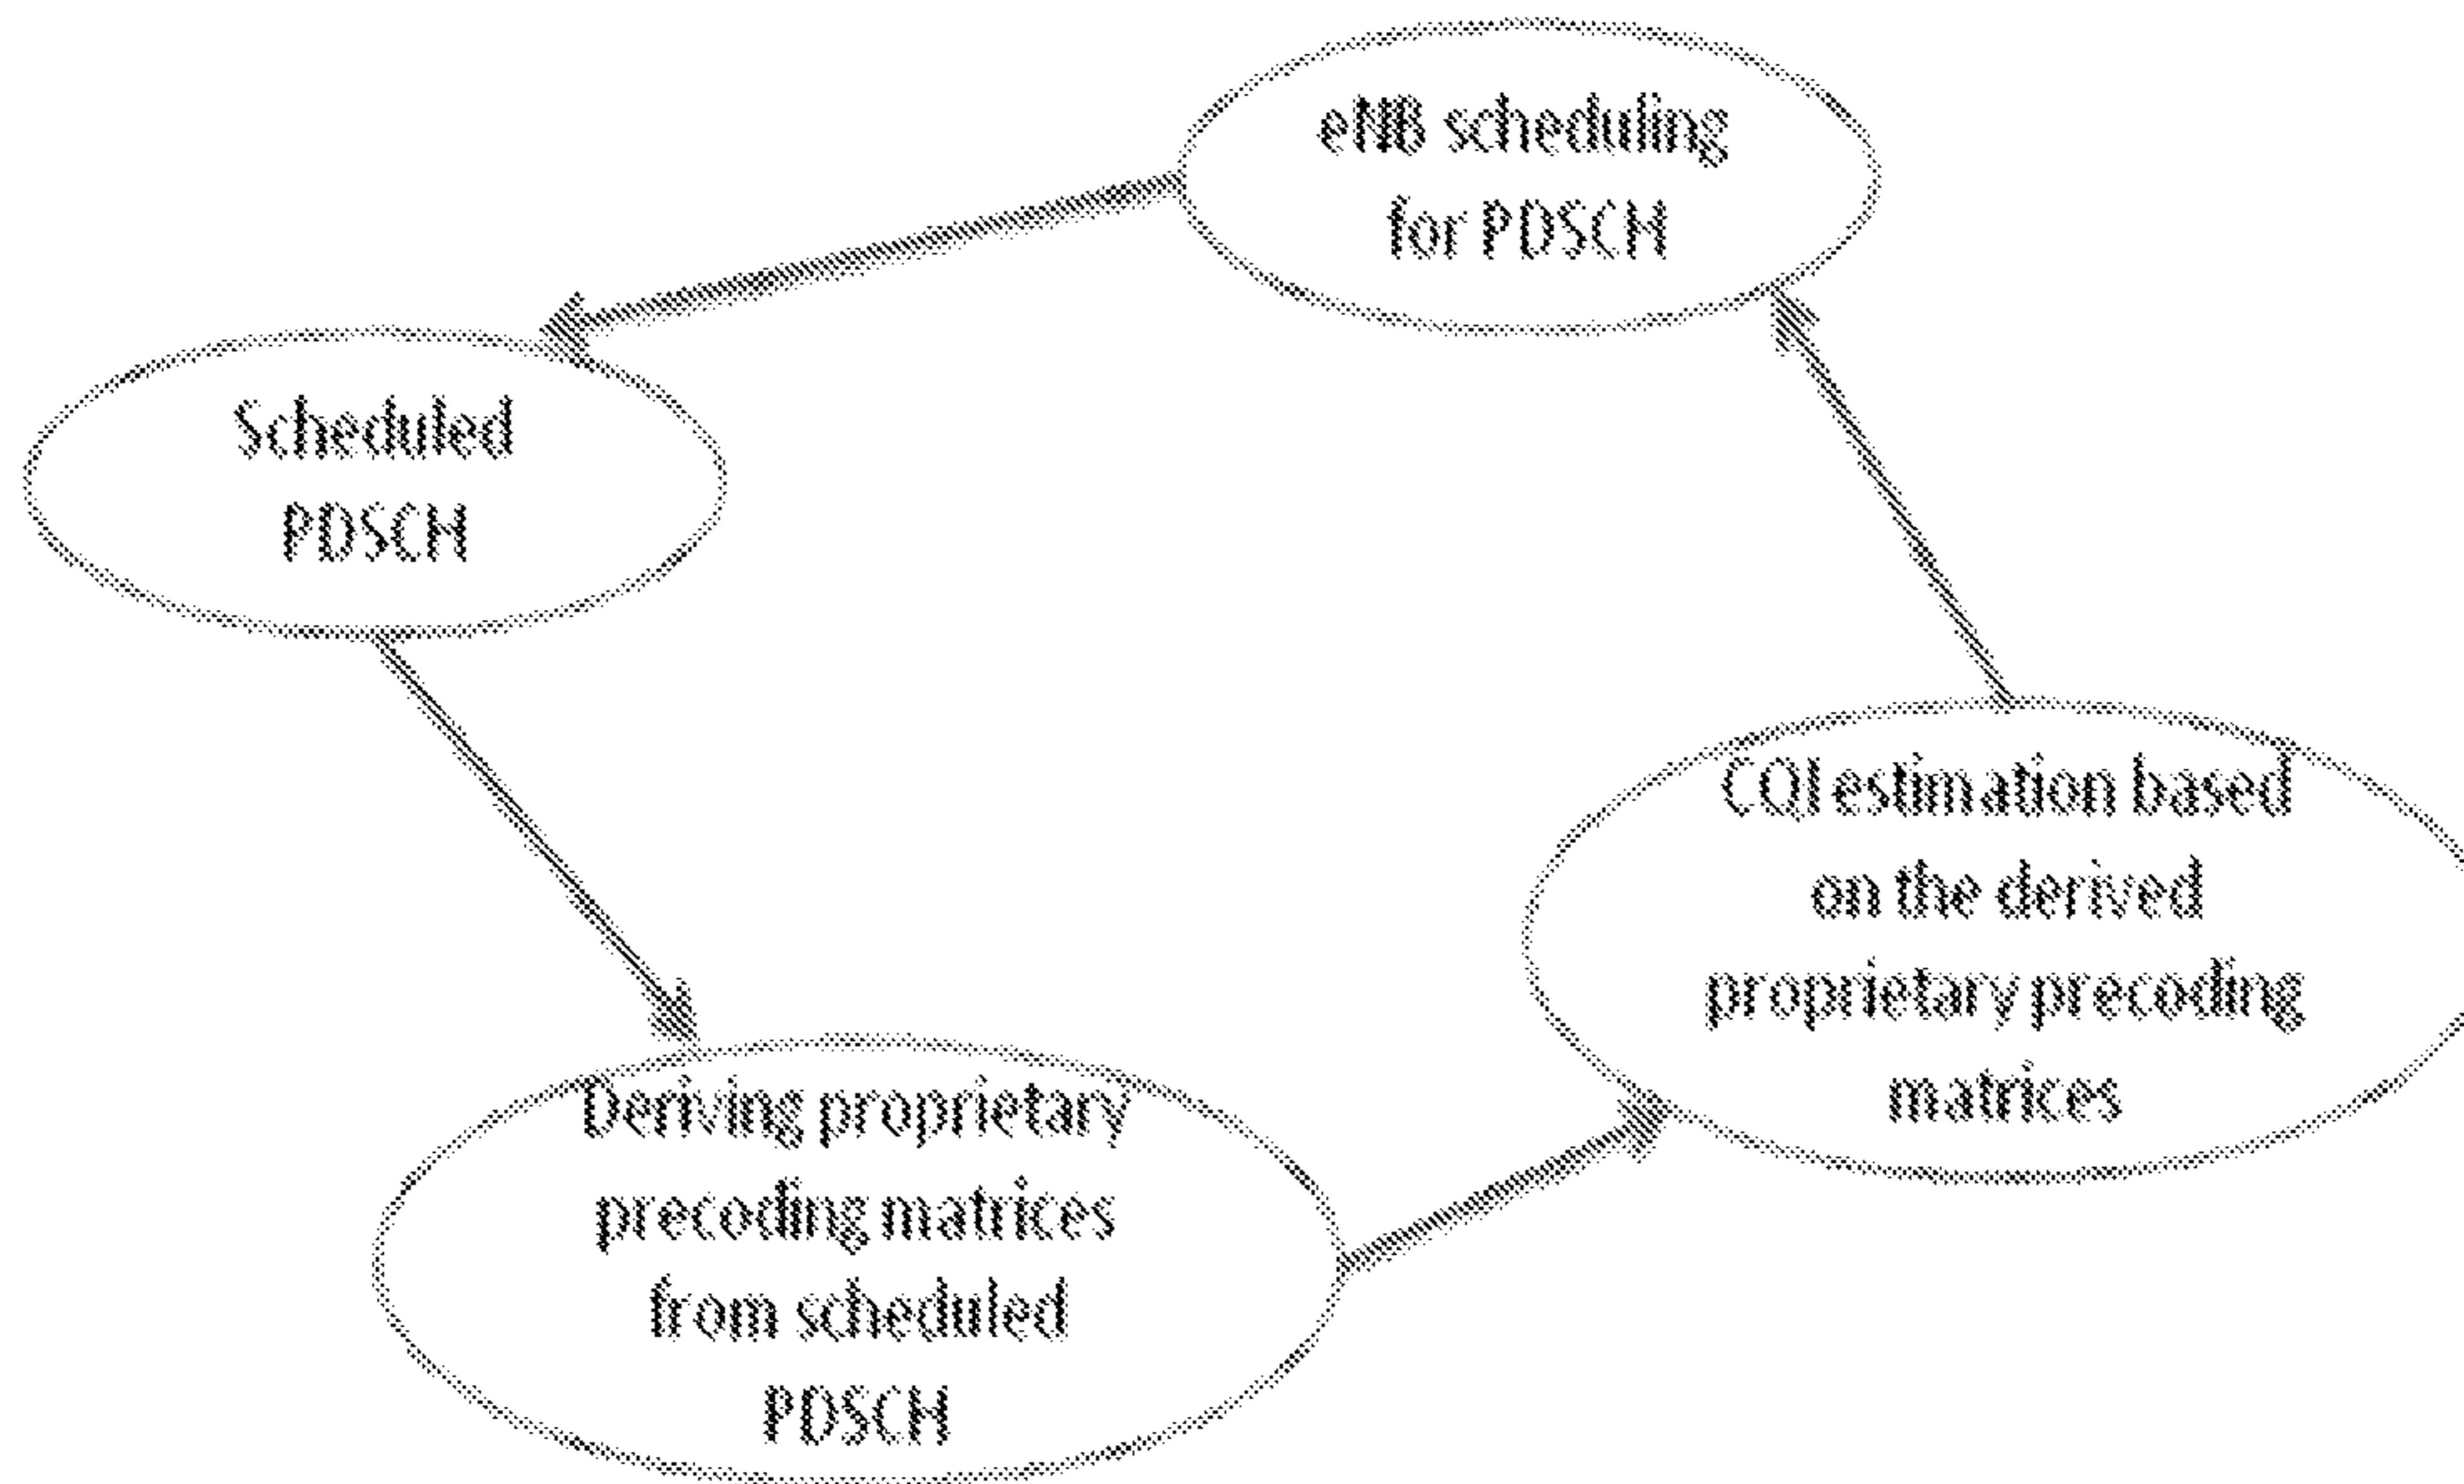 eNB scheduling
for PDSCH
Scheduled
PDSCH
CQI estimation based
on the derived
proprietary precoding
matrices
Deriving proprietary
precoding matrices
from scheduled
PDSCH